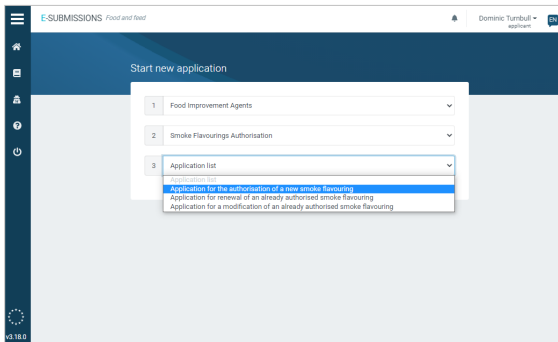 E-SUBMISSIONS Food and feed
Dominic Turnbull
applicant
EN
Start new application
1 Food Improvement Agents
2 Smoke Flavourings Authorisation
3 Application list
Application list
Application for the authorisation of a new smoke flavouring
Application for renewal of an already authorised smoke flavouring
Application for a modification of an already authorised smoke flavouring
v3.18.0